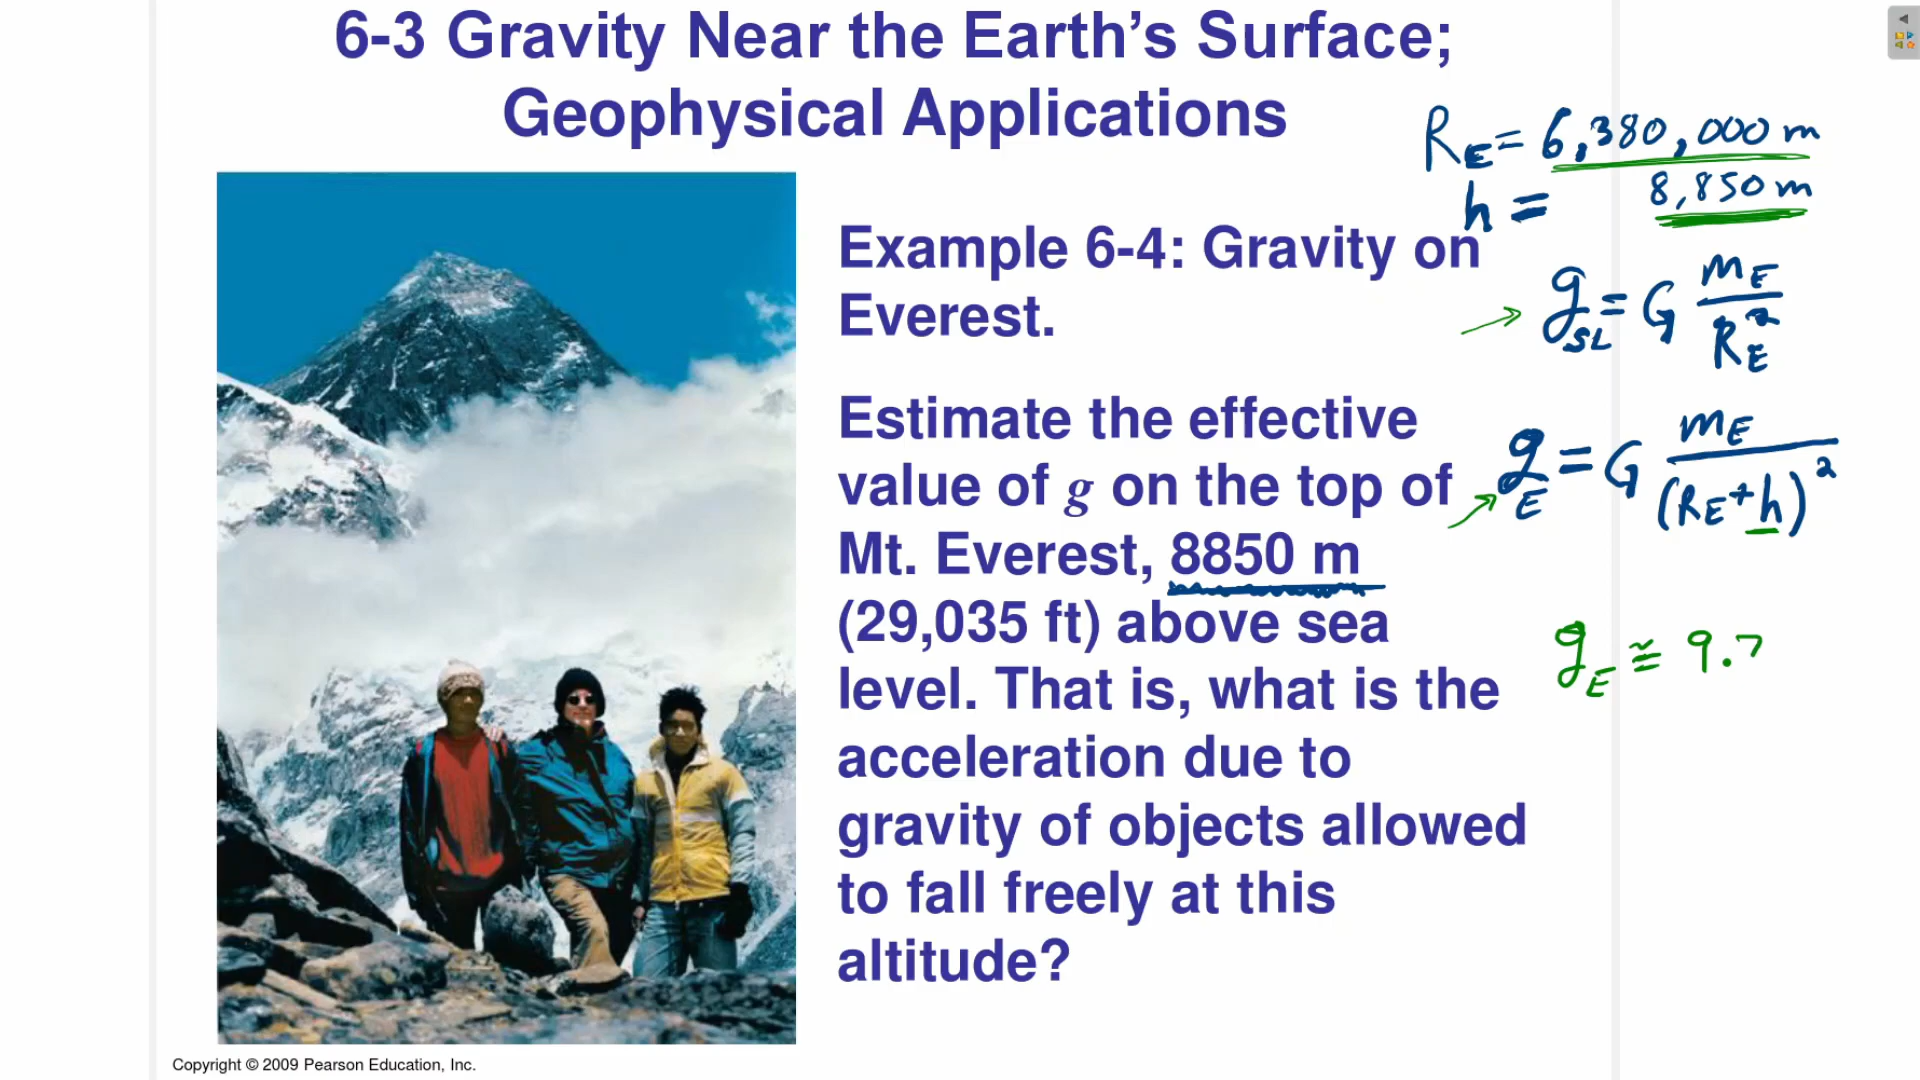 6-3 Gravity Near the Earth's Surface;
Geophysical Applications
R_E = 6,380,000 m
h = 8,850 m
Example 6-4: Gravity on
Everest.
g_SL = G m_E / R_E^2
Estimate the effective
value of g on the top of
Mt. Everest, 8850 m
(29,035 ft) above sea
level. That is, what is the
acceleration due to
gravity of objects allowed
to fall freely at this
altitude?
g_E = G m_E / (R_E + h)^2
g_E ≅ 9.7
Copyright © 2009 Pearson Education, Inc.